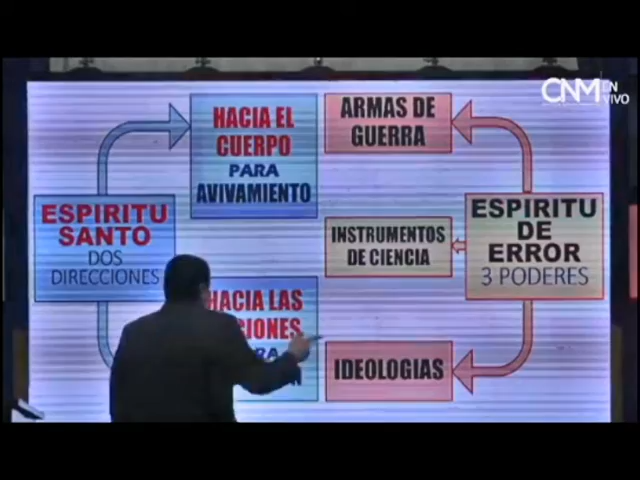 CNM EN
VIVO
HACIA EL
CUERPO
PARA
AVIVAMIENTO
ARMAS DE
GUERRA
ESPIRITU
SANTO
DOS
DIRECCIONES
INSTRUMENTOS
DE CIENCIA
ESPIRITU
DE
ERROR
3 PODERES
HACIA LAS
IDEOLOGIAS